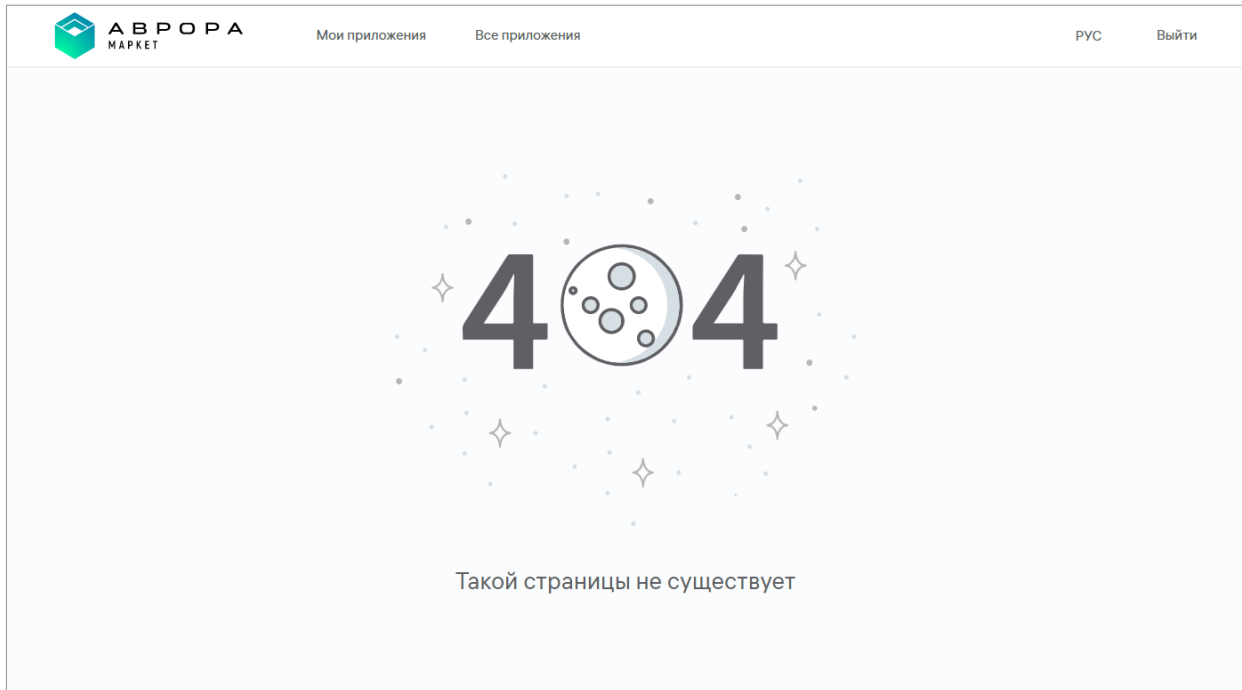 АВРОРА
МАРКЕТ
Мои приложения
Все приложения
РУС
Выйти
404
Такой страницы не существует